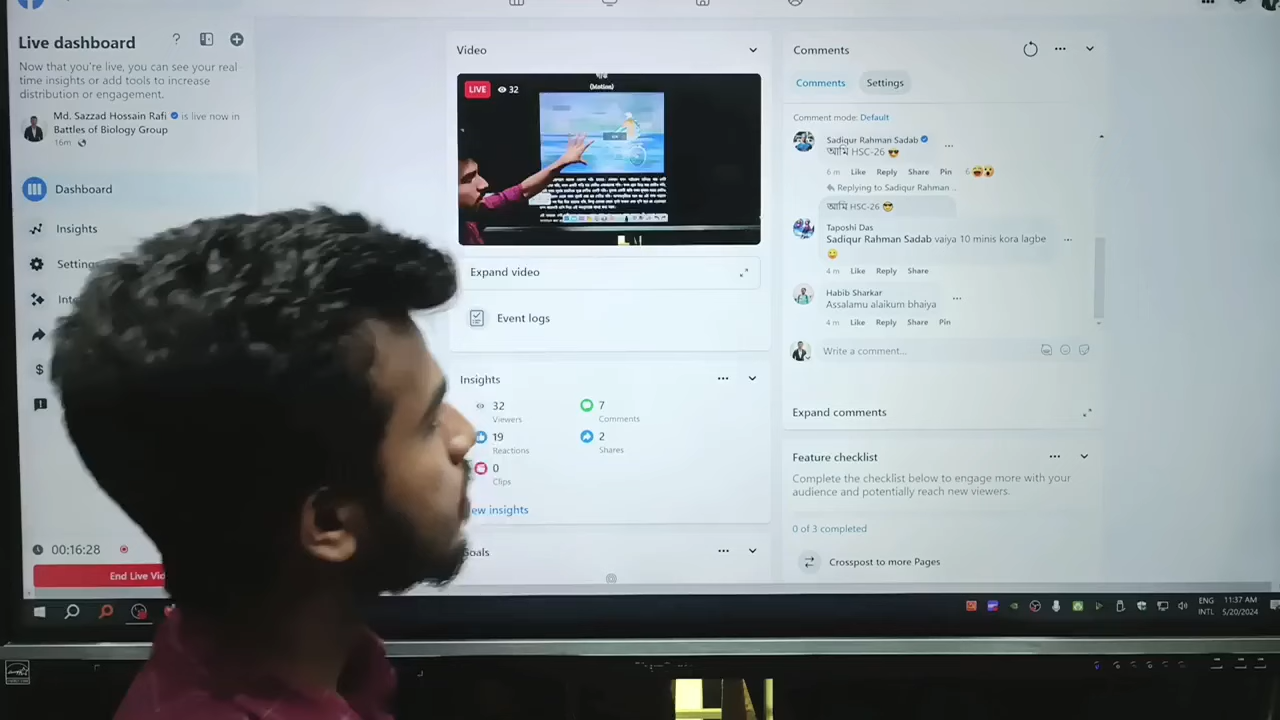 Live dashboard
Now that you're live, you can see your real-
time insights or add tools to increase
distribution or engagement.
Md. Sazzad Hossain Rafi is live now in
Battles of Biology Group
16m
Dashboard
Insights
Setting
Inte
00:16:28
End Live Vid
Video
LIVE 32
(Motion)
Expand video
Event logs
Insights
32
Viewers
7
Comments
19
Reactions
2
Shares
0
Clips
ew insights
Goals
Comments
Comments Settings
Comment mode: Default
Sadiqur Rahman Sadab
আমি HSC-26 😎
6 m Like Reply Share Pin 6
Replying to Sadiqur Rahman ..
আমি HSC-26 😎
Taposhi Das
Sadiqur Rahman Sadab vaiya 10 minis kora lagbe
4 m Like Reply Share
Habib Sharkar
Assalamu alaikum bhaiya
4 m Like Reply Share Pin
Write a comment...
Expand comments
Feature checklist
Complete the checklist below to engage more with your
audience and potentially reach new viewers.
0 of 3 completed
Crosspost to more Pages
ENG
INTL
11:37 AM
5/20/2024